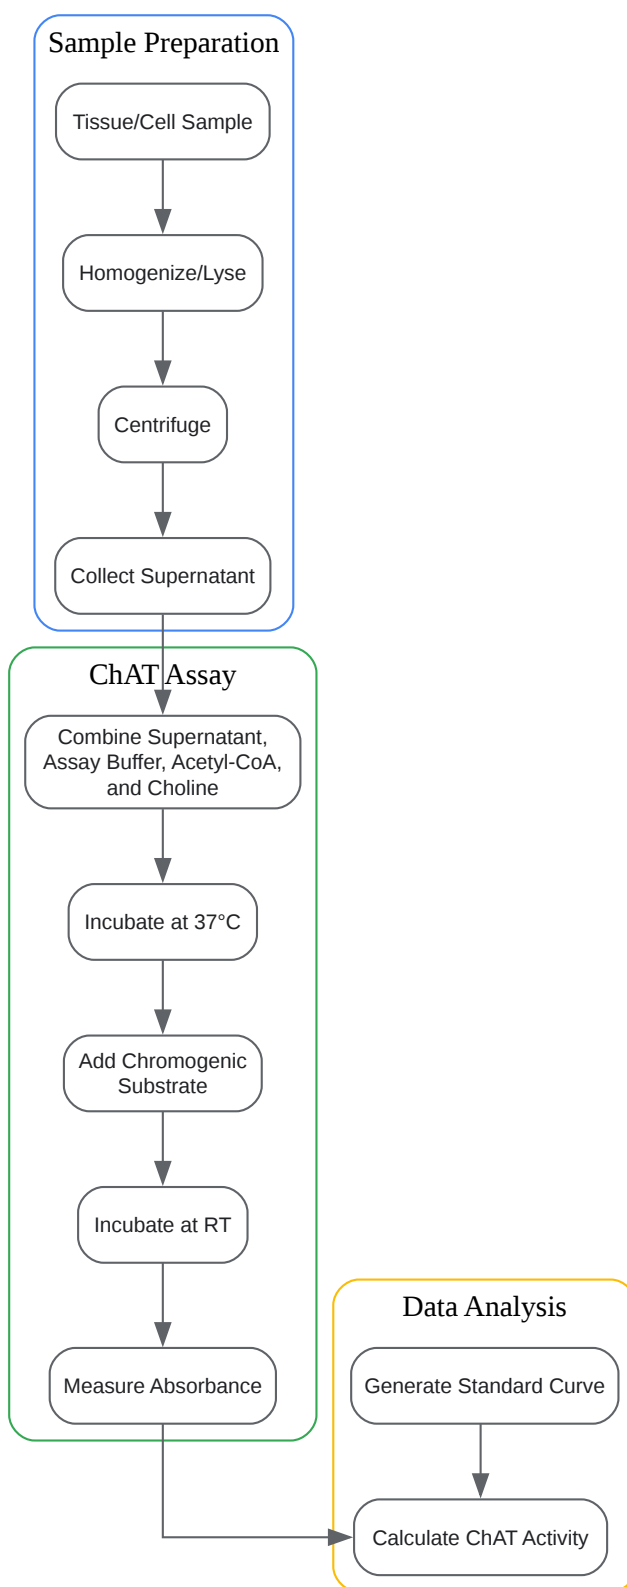 Sample Preparation
Tissue/Cell Sample
Homogenize/Lyse
Centrifuge
Collect Supernatant
ChAT Assay
Combine Supernatant,
Assay Buffer, Acetyl-CoA,
and Choline
Incubate at 37°C
Add Chromogenic
Substrate
Incubate at RT
Measure Absorbance
Data Analysis
Generate Standard Curve
Calculate ChAT Activity